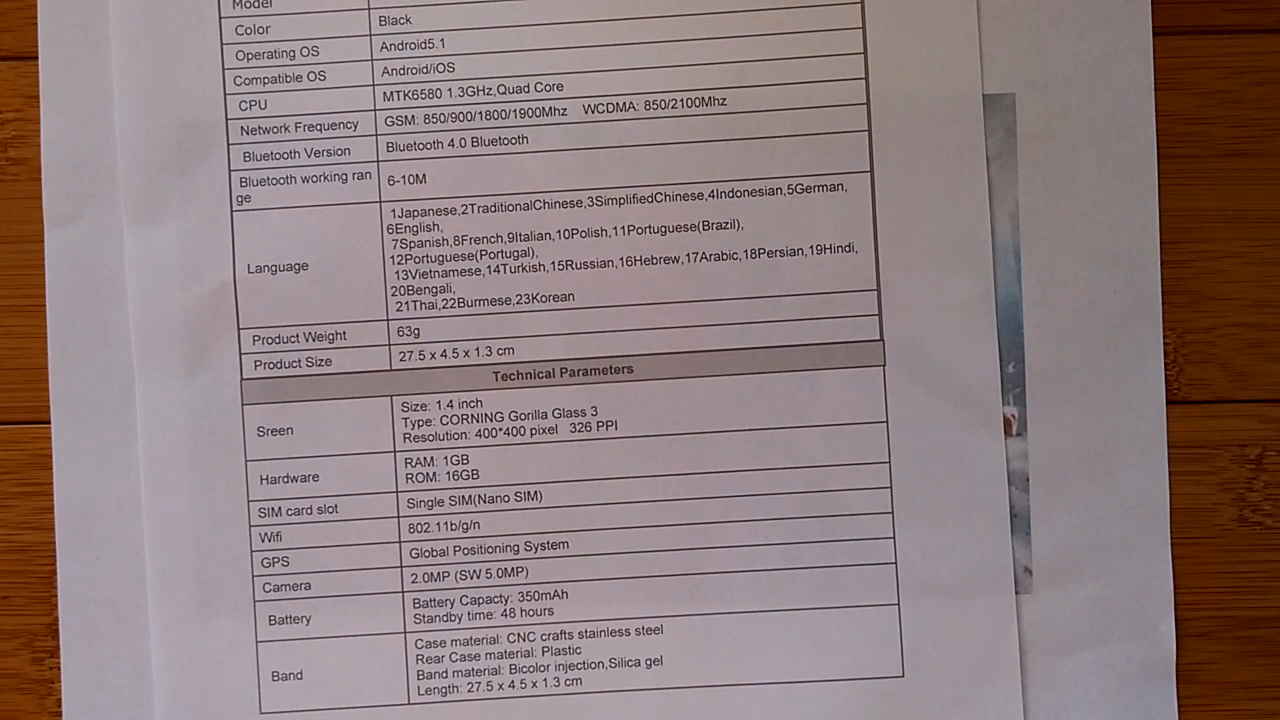 Model
Color Black
Operating OS Android5.1
Compatible OS Android/iOS
CPU MTK6580 1.3GHz,Quad Core
Network Frequency GSM: 850/900/1800/1900Mhz WCDMA: 850/2100Mhz
Bluetooth Version Bluetooth 4.0 Bluetooth
Bluetooth working ran
ge
6-10M
Language
1Japanese,2TraditionalChinese,3SimplifiedChinese,4Indonesian,5German,
6English,
7Spanish,8French,9Italian,10Polish,11Portuguese(Brazil),
12Portuguese(Portugal),
13Vietnamese,14Turkish,15Russian,16Hebrew,17Arabic,18Persian,19Hindi,
20Bengali,
21Thai,22Burmese,23Korean
Product Weight 63g
Product Size 27.5 x 4.5 x 1.3 cm
Technical Parameters
Sreen
Size: 1.4 inch
Type: CORNING Gorilla Glass 3
Resolution: 400*400 pixel 326 PPI
Hardware
RAM: 1GB
ROM: 16GB
SIM card slot Single SIM(Nano SIM)
Wifi 802.11b/g/n
GPS Global Positioning System
Camera 2.0MP (SW 5.0MP)
Battery
Battery Capacty: 350mAh
Standby time: 48 hours
Band
Case material: CNC crafts stainless steel
Rear Case material: Plastic
Band material: Bicolor injection,Silica gel
Length: 27.5 x 4.5 x 1.3 cm